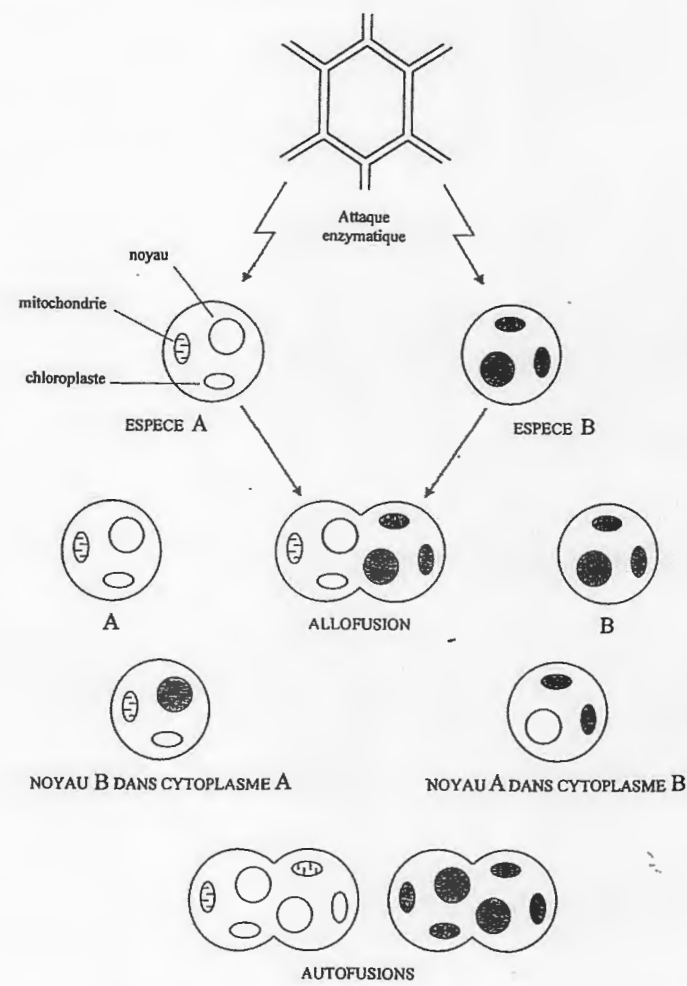 Attaque
enzymatique
noyau
mitochondrie
chloroplaste
ESPECE A
ESPECE B
A
ALLOFUSION
B
NOYAU B DANS CYTOPLASME A
NOYAU A DANS CYTOPLASME B
AUTOFUSIONS